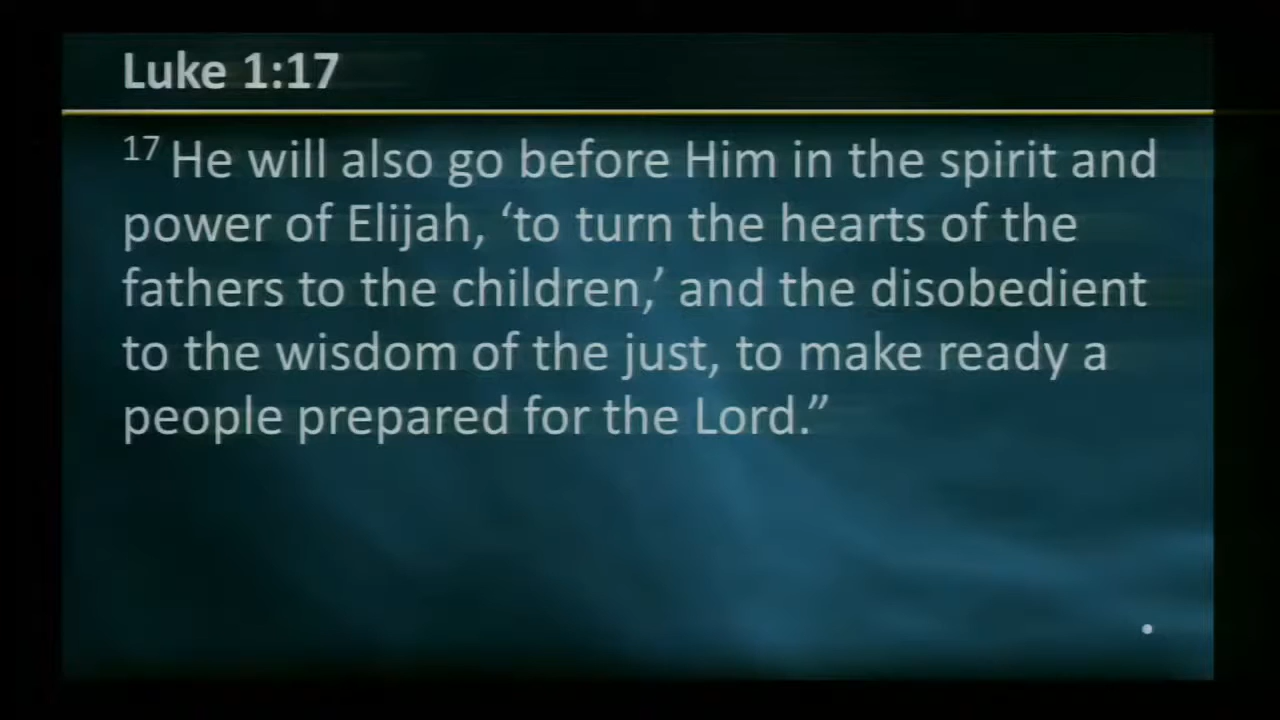 Luke 1:17
17 He will also go before Him in the spirit and
power of Elijah, ‘to turn the hearts of the
fathers to the children,’ and the disobedient
to the wisdom of the just, to make ready a
people prepared for the Lord.”